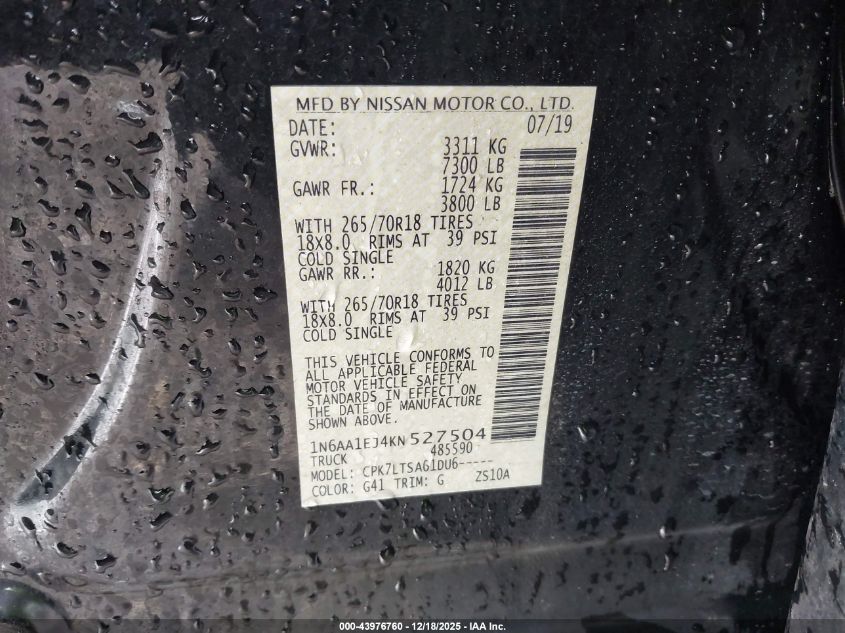 MFD BY NISSAN MOTOR CO., LTD.
DATE: 07/19
GVWR: 3311 KG
7300 LB
GAWR FR.: 1724 KG
3800 LB
WITH 265/70R18 TIRES
18X8.0 RIMS AT 39 PSI
COLD SINGLE
GAWR RR.: 1820 KG
4012 LB
WITH 265/70R18 TIRES
18X8.0 RIMS AT 39 PSI
COLD SINGLE
THIS VEHICLE CONFORMS TO
ALL APPLICABLE FEDERAL
MOTOR VEHICLE SAFETY
STANDARDS IN EFFECT ON
THE DATE OF MANUFACTURE
SHOWN ABOVE.
1N6AA1EJ4KN527504
TRUCK 485590
MODEL: CPK7LTSA61DU6-----
COLOR: G41 TRIM: G ZS10A
000-43976760 - 12/18/2025 - IAA Inc.